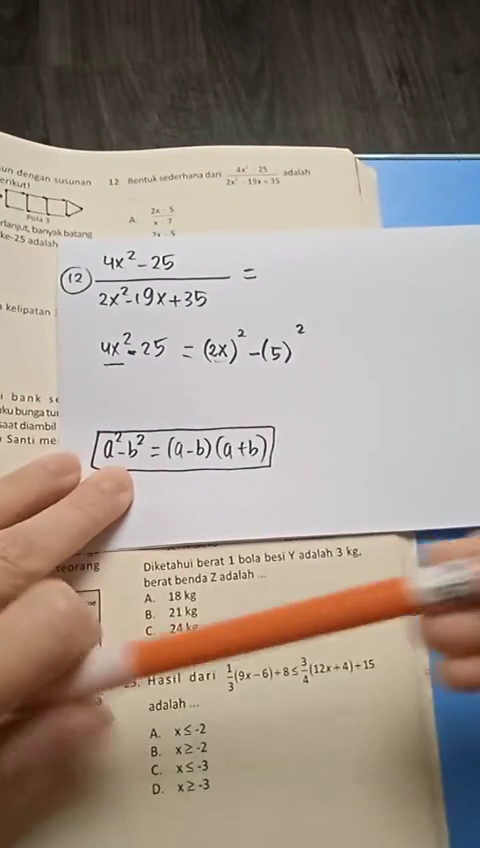 un dengan susunan
erikut!
Pola 3
rlanjut, banyak batang
ke-25 adalah
kelipatan
i bank se
ku bunga tu
saat diambil
Santi me
12. Bentuk sederhana dari 4x² - 25 / 2x² - 19x + 35 adalah
A. 2x - 5 / x - 7
2x - 5
(12) 4x² - 25 / 2x² - 19x + 35 =
4x² - 25 = (2x)² - (5)²
a² - b² = (a - b) (a + b)
seorang
Diketahui berat 1 bola besi Y adalah 3 kg,
berat benda Z adalah ...
A. 18 kg
B. 21 kg
C. 24 kg
Hasil dari 1/3 (9x - 6) + 8 ≤ 3/4 (12x + 4) + 15
adalah ...
A. x ≤ -2
B. x ≥ -2
C. x ≤ -3
D. x ≥ -3